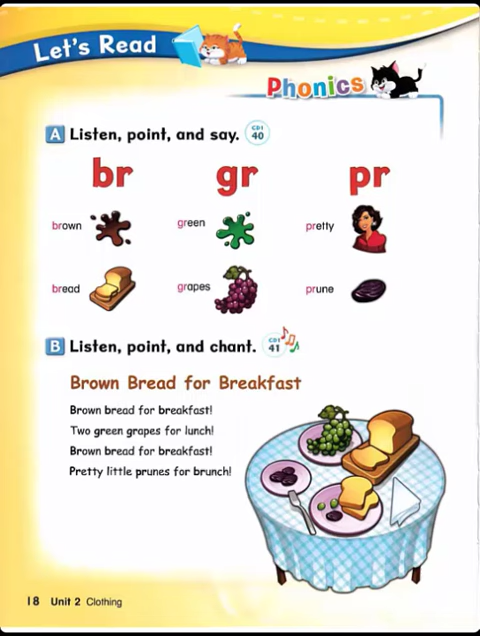 Let's Read
Phonics
A Listen, point, and say. CD1 40
br gr pr
brown green pretty
bread grapes prune
B Listen, point, and chant. CD1 41
Brown Bread for Breakfast
Brown bread for breakfast!
Two green grapes for lunch!
Brown bread for breakfast!
Pretty little prunes for brunch!
18 Unit 2 Clothing